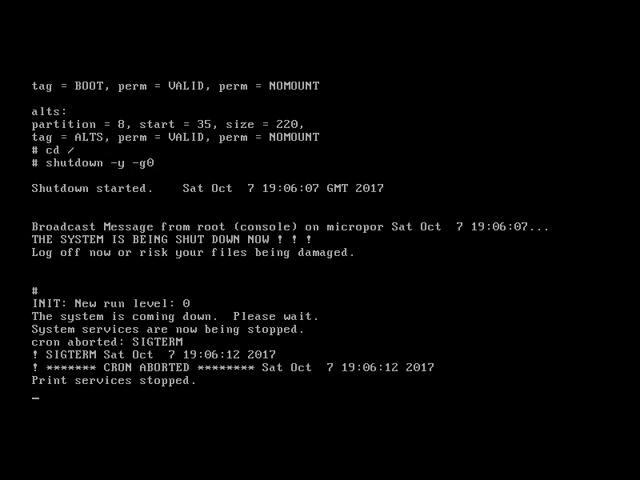 tag = BOOT, perm = VALID, perm = NOMOUNT
alts:
partition = 8, start = 35, size = 220,
tag = ALTS, perm = VALID, perm = NOMOUNT
# cd /
# shutdown -y -g0
Shutdown started.    Sat Oct  7 19:06:07 GMT 2017
Broadcast Message from root (console) on micropor Sat Oct  7 19:06:07...
THE SYSTEM IS BEING SHUT DOWN NOW ! ! !
Log off now or risk your files being damaged.
#
INIT: New run level: 0
The system is coming down.  Please wait.
System services are now being stopped.
cron aborted: SIGTERM
! SIGTERM Sat Oct  7 19:06:12 2017
! ******* CRON ABORTED ******** Sat Oct  7 19:06:12 2017
Print services stopped.